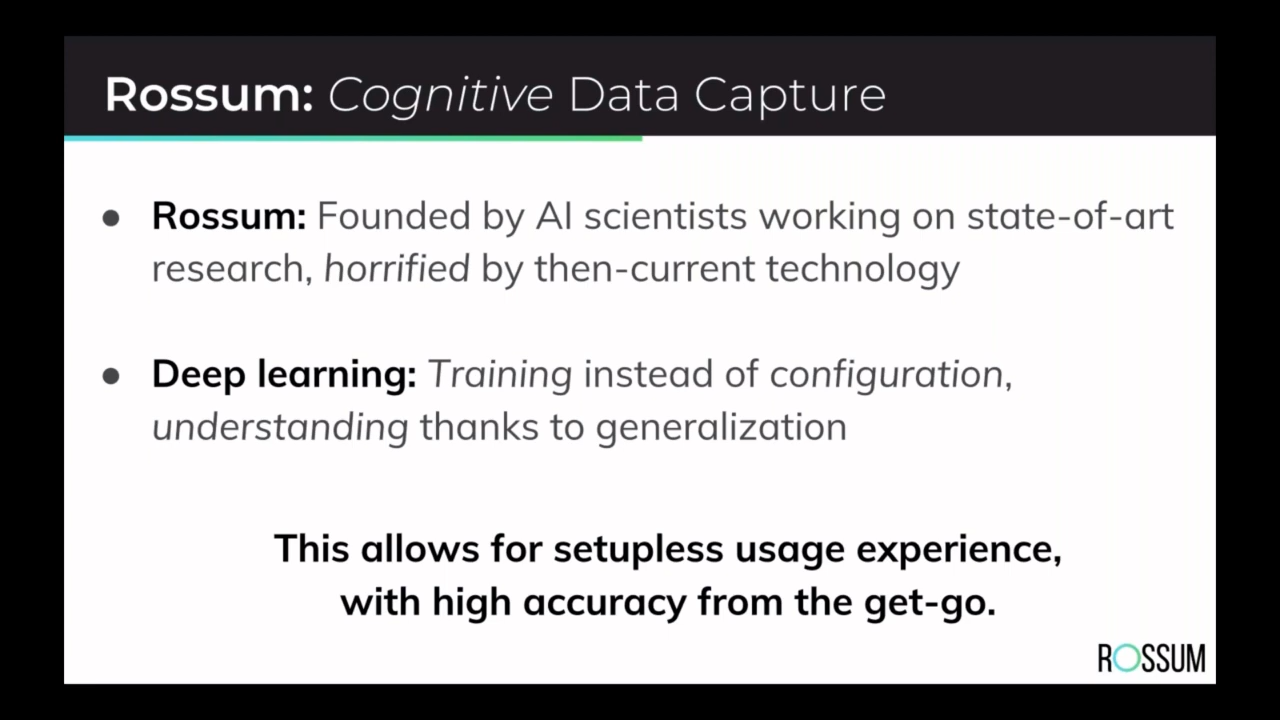 Rossum: Cognitive Data Capture
● Rossum: Founded by AI scientists working on state-of-art
research, horrified by then-current technology
● Deep learning: Training instead of configuration,
understanding thanks to generalization
This allows for setupless usage experience,
with high accuracy from the get-go.
ROSSUM